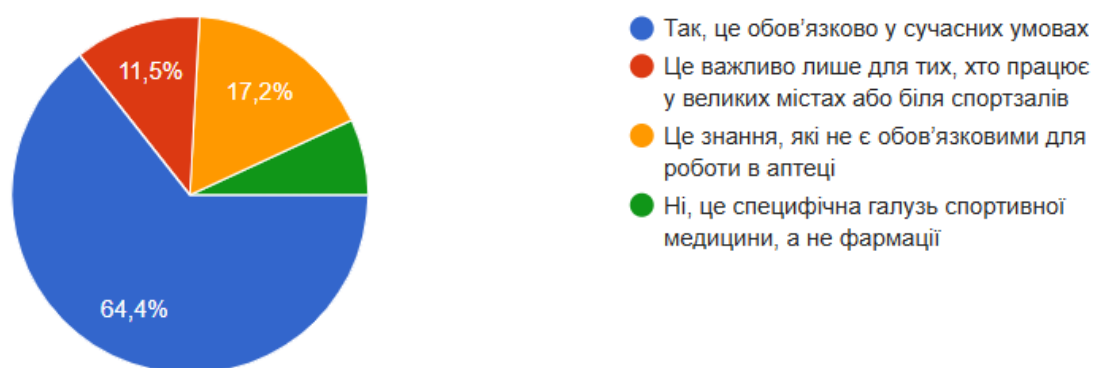 11,5%
17,2%
64,4%
Так, це обов’язково у сучасних умовах
Це важливо лише для тих, хто працює
у великих містах або біля спортзалів
Це знання, які не є обов’язковими для
роботи в аптеці
Ні, це специфічна галузь спортивної
медицини, а не фармації